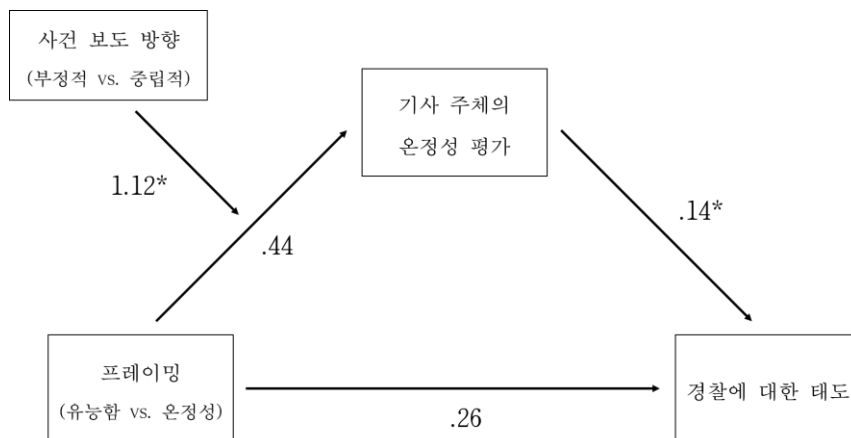 사건 보도 방향
(부정적 vs. 중립적)
기사 주체의
온정성 평가
1.12*
.14*
.44
프레이밍
(유능함 vs. 온정성)
경찰에 대한 태도
.26